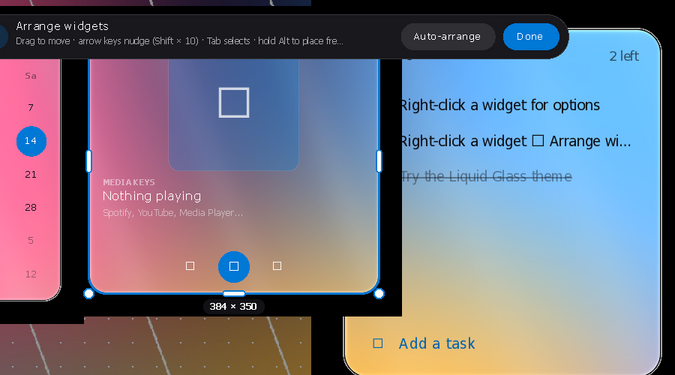 Arrange widgets
Drag to move · arrow keys nudge (Shift × 10) · Tab selects · hold Alt to place fre...
Auto-arrange
Done
Sa
7
14
21
28
5
12
MEDIA KEYS
Nothing playing
Spotify, YouTube, Media Player...
384 × 350
2 left
Right-click a widget for options
Right-click a widget □ Arrange wi...
Try the Liquid Glass theme
□ Add a task